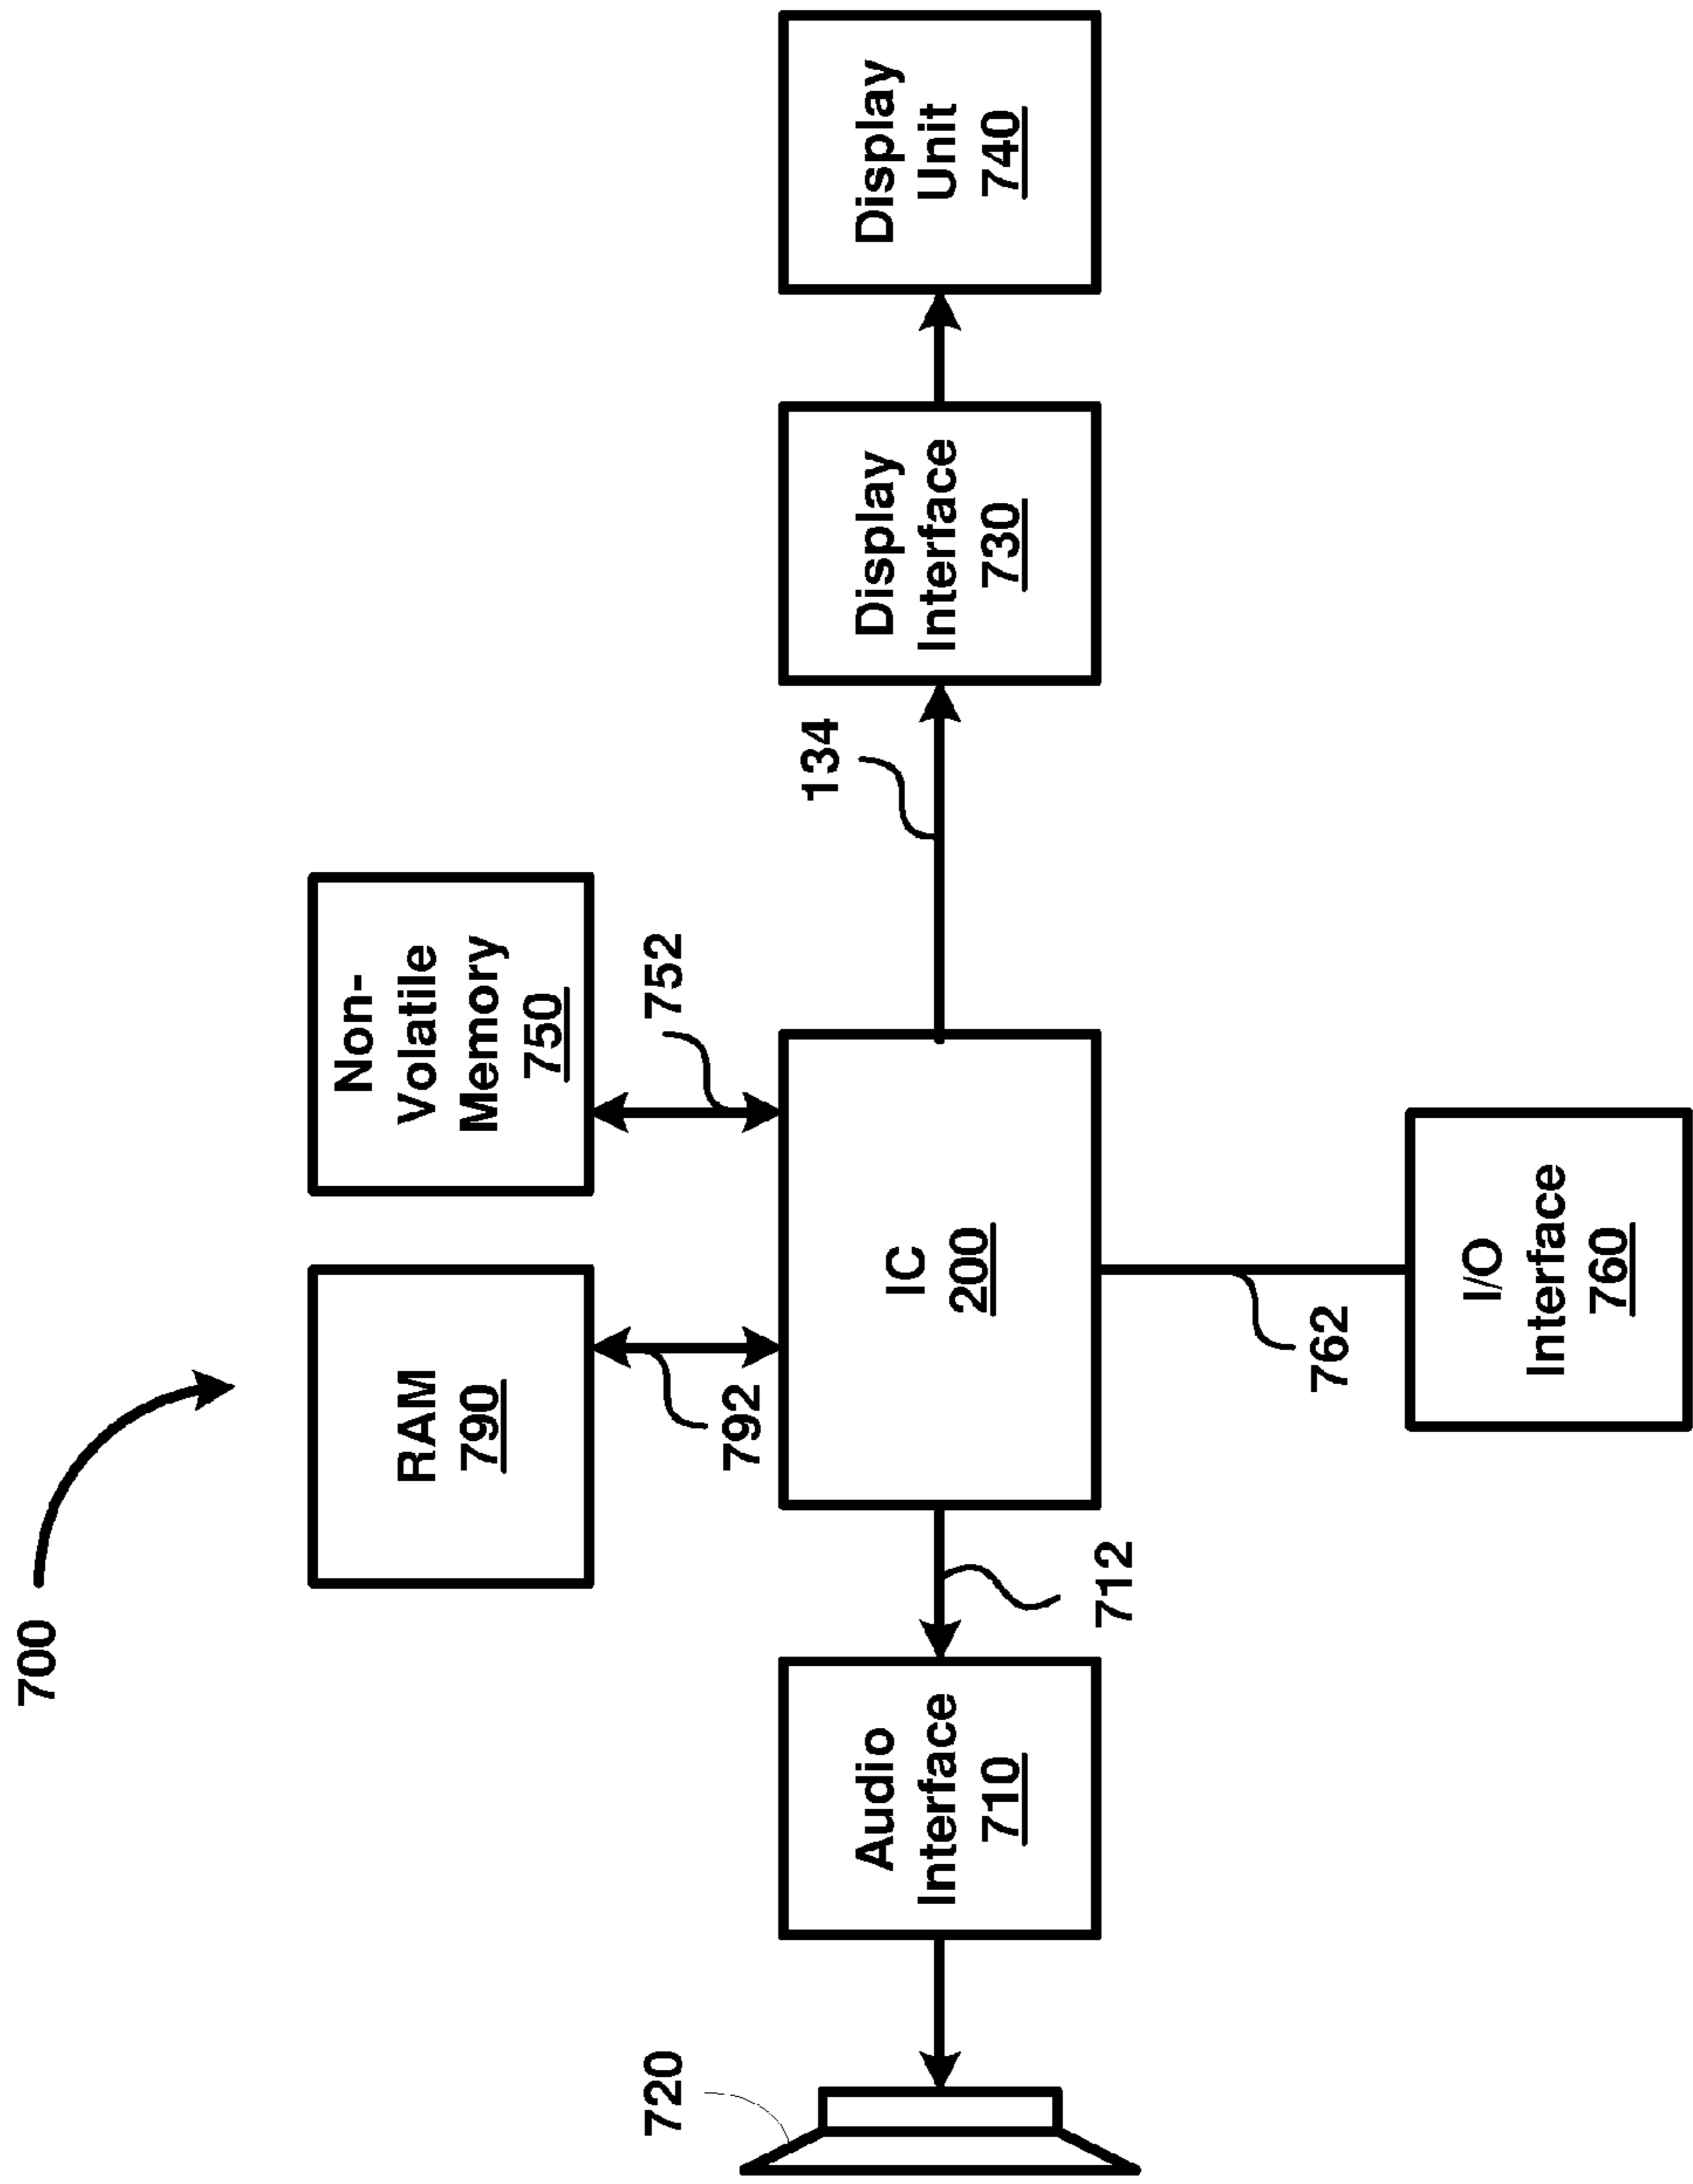 700
RAM
790
Non-
Volatile
Memory
750
792
752
720
Audio
Interface
710
712
IC
200
134
Display
Interface
730
Display
Unit
740
762
I/O
Interface
760